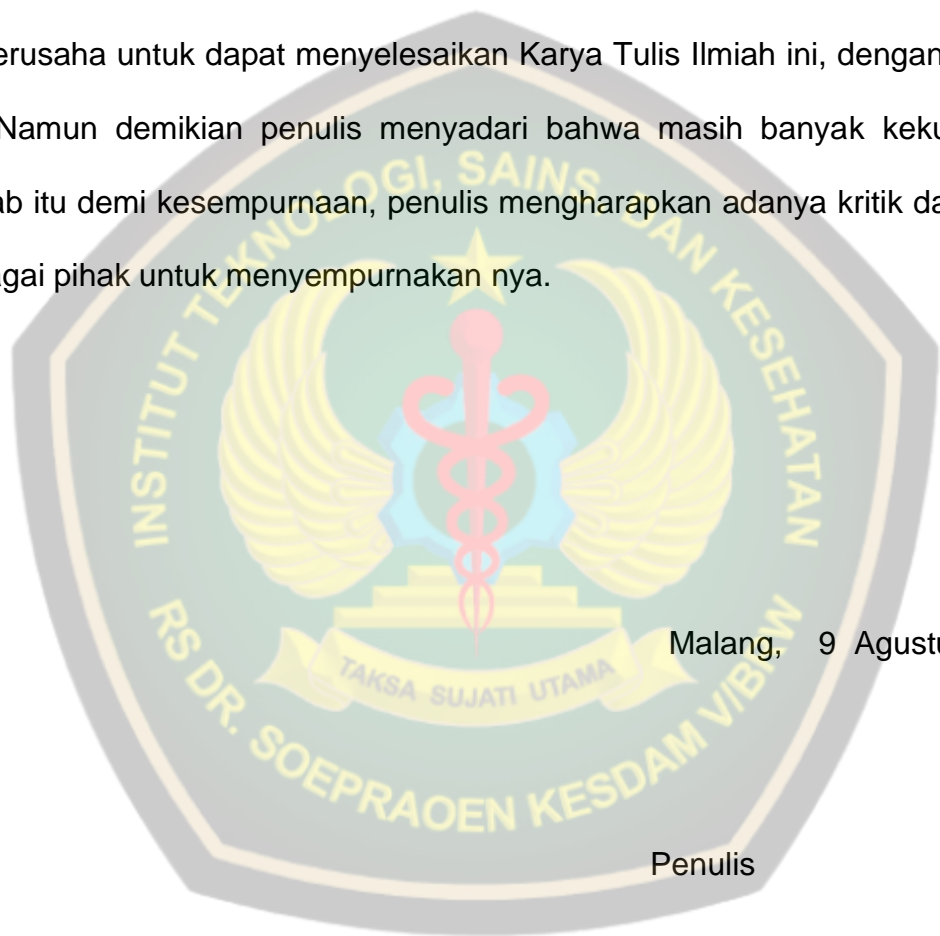 erusaha untuk dapat menyelesaikan Karya Tulis Ilmiah ini, dengan
Namun demikian penulis menyadari bahwa masih banyak keku
ab itu demi kesempurnaan, penulis mengharapkan adanya kritik da
agai pihak untuk menyempurnakan nya.
INSTITUT TEKNOLOGI, SAINS, DAN KESEHATAN
Malang, 9 Agustu
TAKSA SUJATI UTAMA
RS DR. SOEPRAOEN KESDAM V/BRW
Penulis